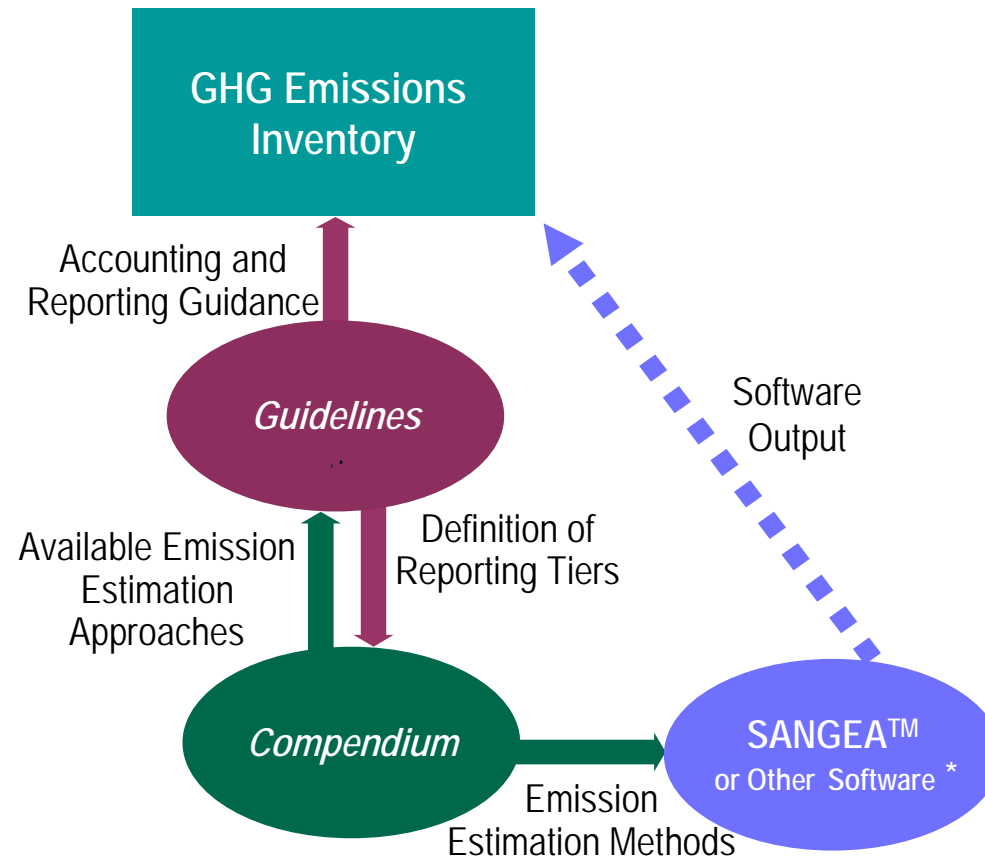 GHG Emissions
Inventory
Accounting and
Reporting Guidance
Guidelines
Software
Output
Available Emission
Estimation
Approaches
Definition of
Reporting Tiers
Compendium
SANGEA™
or Other Software *
Emission
Estimation Methods